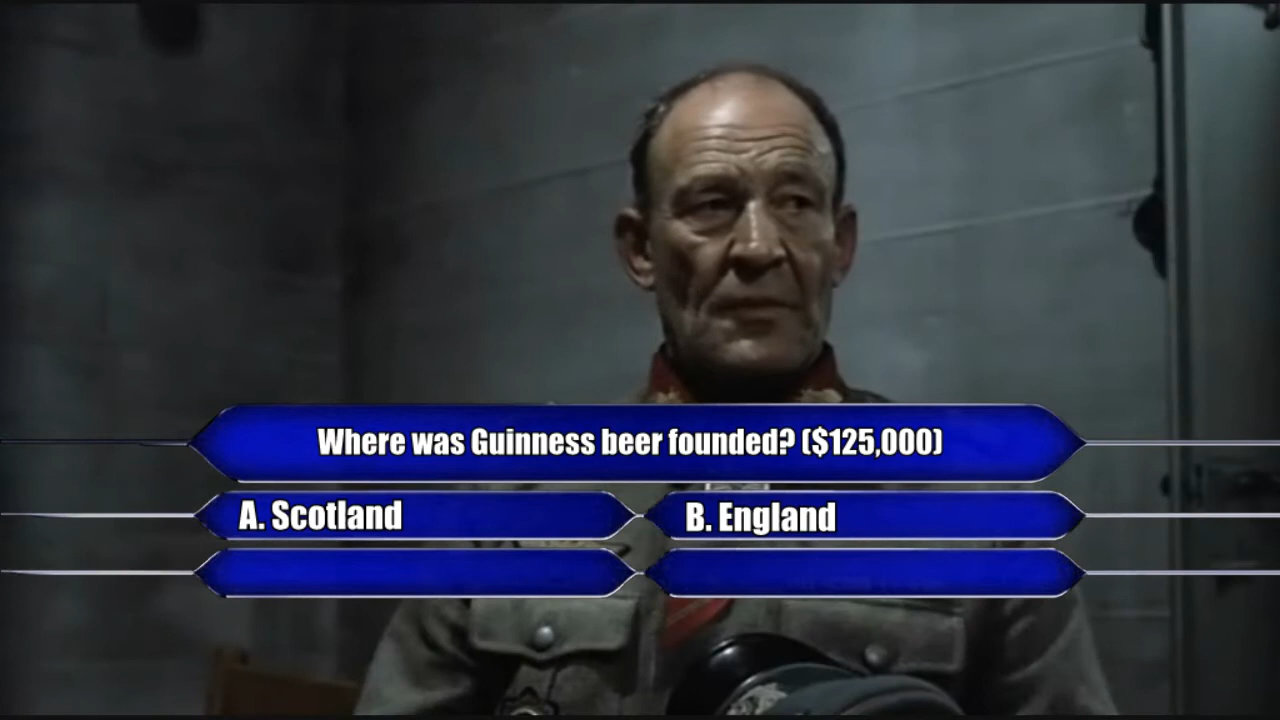 Where was Guinness beer founded? ($125,000)
A. Scotland
B. England